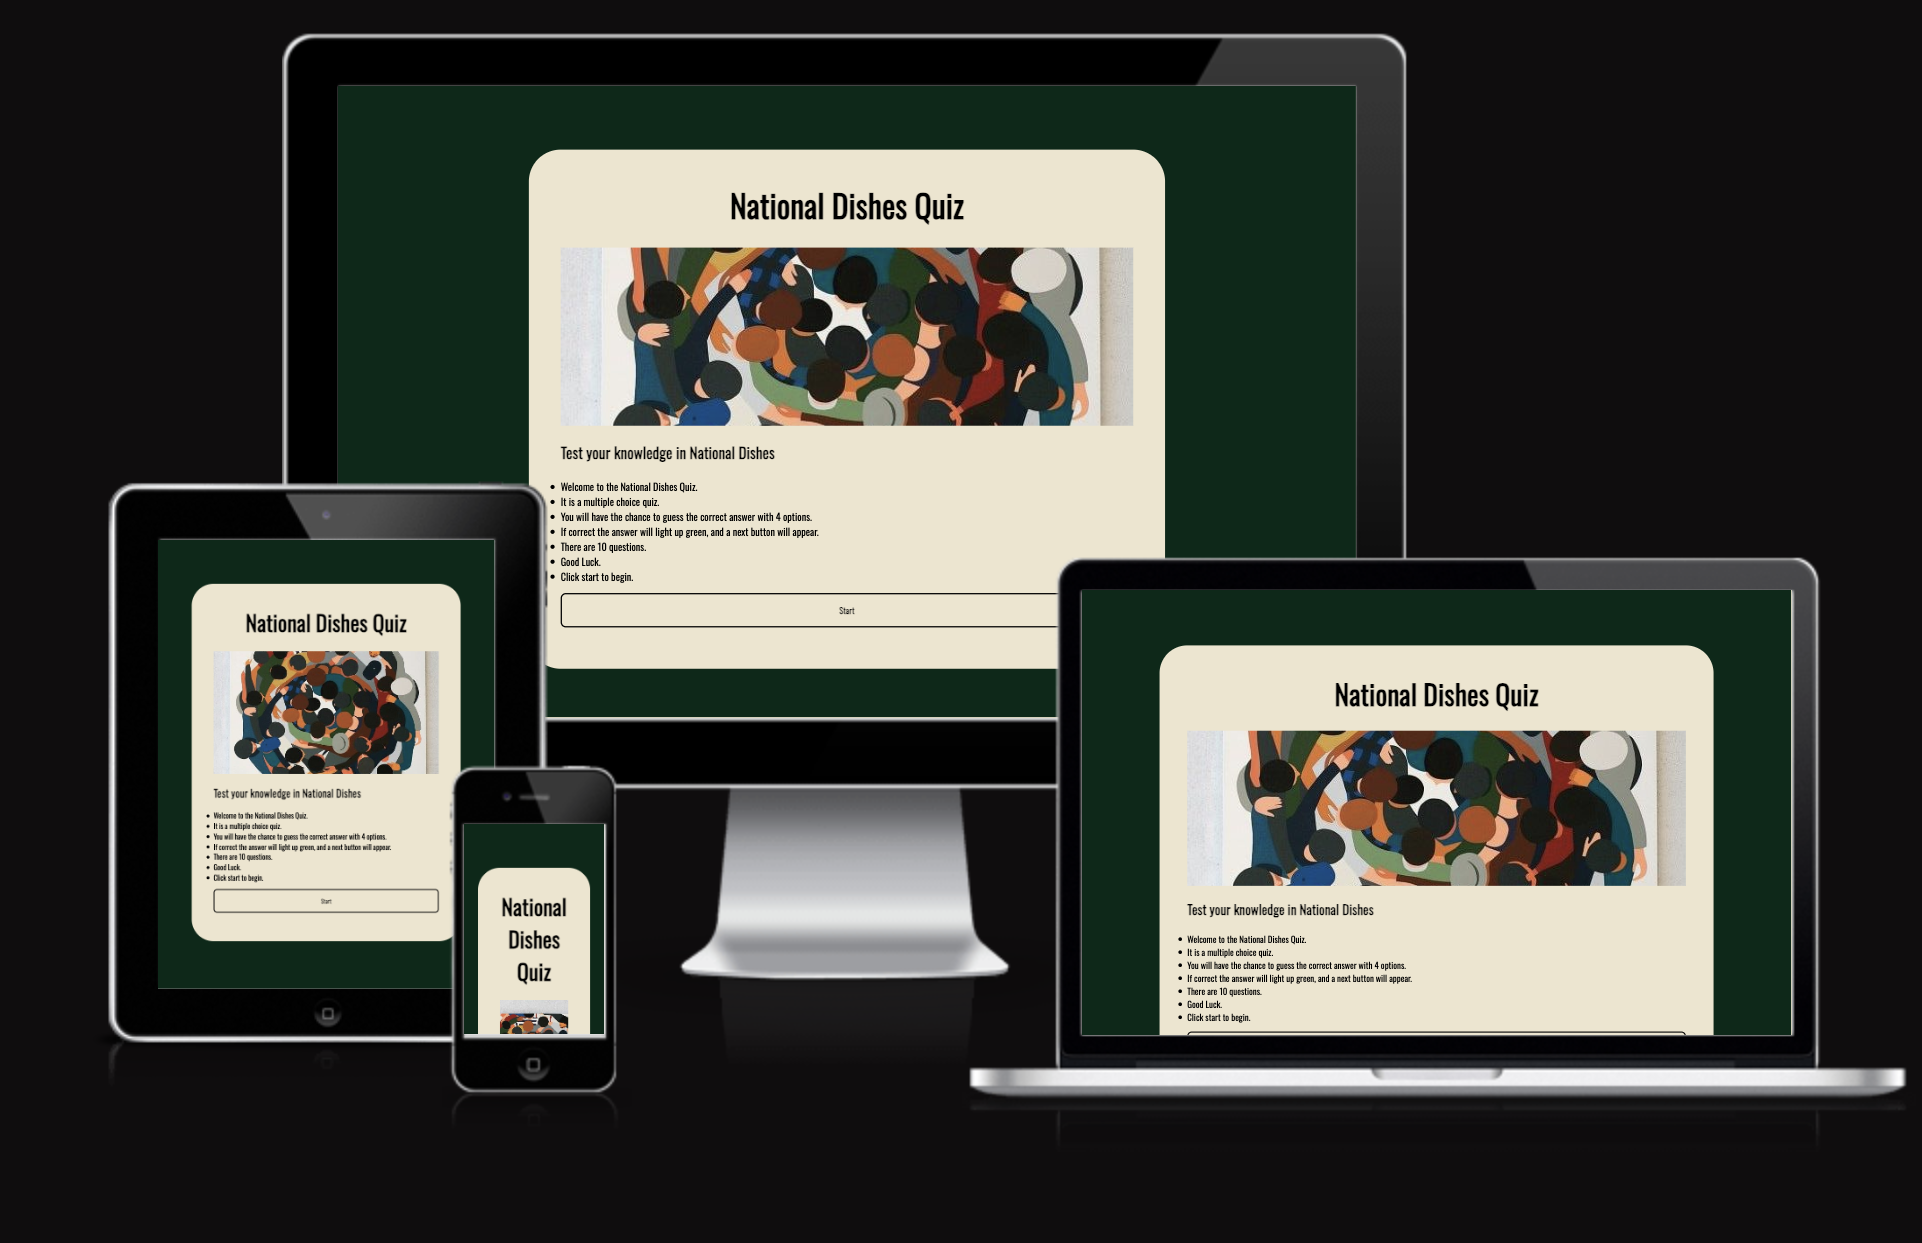 National Dishes Quiz
Test your knowledge in National Dishes
Welcome to the National Dishes Quiz.
It is a multiple choice quiz.
You will have the chance to guess the correct answer with 4 options.
If correct the answer will light up green, and a next button will appear.
There are 10 questions.
Good Luck.
Click start to begin.
Start
National Dishes Quiz
Test your knowledge in National Dishes
Welcome to the National Dishes Quiz.
It is a multiple choice quiz.
You will have the chance to guess the correct answer with 4 options.
If correct the answer will light up green, and a next button will appear.
There are 10 questions.
Good Luck.
Click start to begin.
Start
National
Dishes
Quiz
National Dishes Quiz
Test your knowledge in National Dishes
Welcome to the National Dishes Quiz.
It is a multiple choice quiz.
You will have the chance to guess the correct answer with 4 options.
If correct the answer will light up green, and a next button will appear.
There are 10 questions.
Good Luck.
Click start to begin.